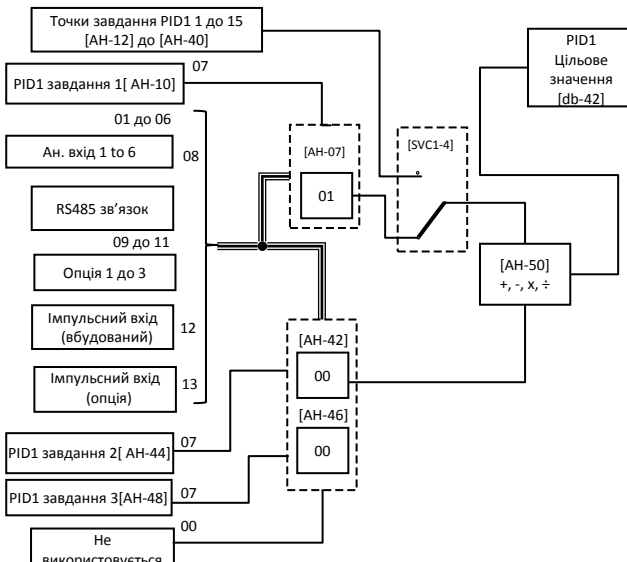 Точки завдання PID1 1 до 15
[AH-12] до [AH-40]
PID1
Цільове
значення
[db-42]
07
PID1 завдання 1[ AH-10]
01 до 06
Ан. вхід 1 to 6
08
[AH-07]
01
[SVC1-4]
RS485 зв’язок
09 до 11
Опція 1 до 3
[AH-50]
+, -, x, ÷
Імпульсний вхід
(вбудований)
12
Імпульсний вхід
(опція)
13
[AH-42]
00
[AH-46]
00
07
PID1 завдання 2[ AH-44]
07
PID1 завдання 3[AH-48]
00
Не
використовується